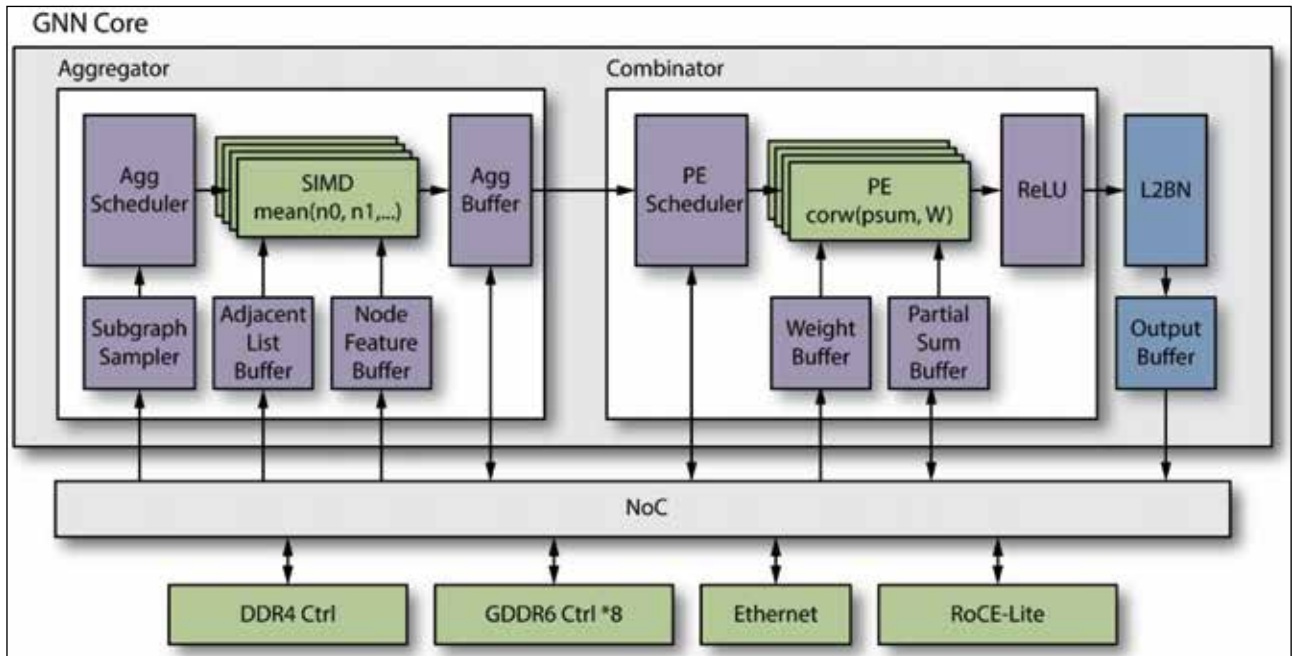 GNN Core
Aggregator
Combinator
Agg
Scheduler
SIMD
mean(n0, n1,...)
Agg
Buffer
PE
Scheduler
PE
corw(psum, W)
ReLU
L2BN
Subgraph
Sampler
Adjacent
List
Buffer
Node
Feature
Buffer
Weight
Buffer
Partial
Sum
Buffer
Output
Buffer
NoC
DDR4 Ctrl
GDDR6 Ctrl *8
Ethernet
RoCE-Lite